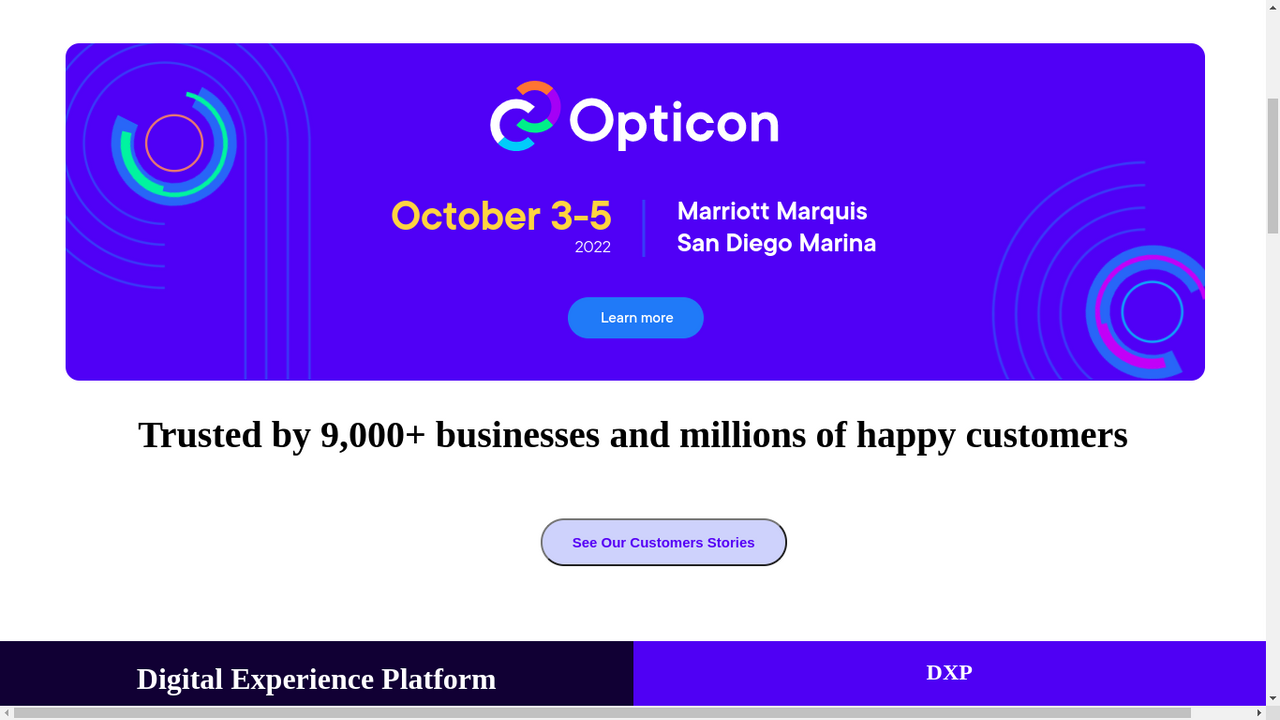 Opticon
October 3-5
2022
Marriott Marquis
San Diego Marina
Learn more
Trusted by 9,000+ businesses and millions of happy customers
See Our Customers Stories
Digital Experience Platform
DXP